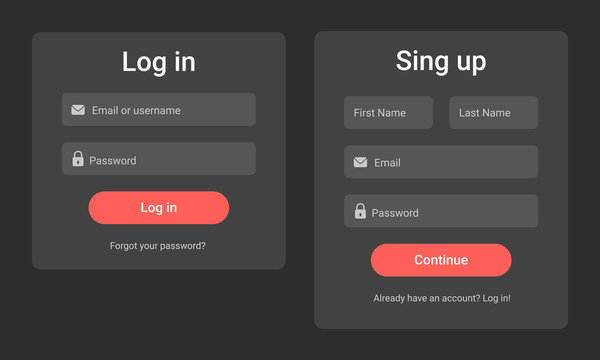 Log in
Email or username
Password
Log in
Forgot your password?
Sing up
First Name
Last Name
Email
Password
Continue
Already have an account? Log in!